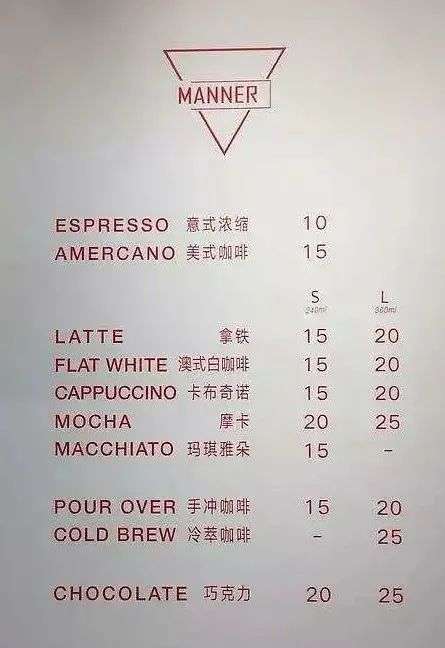 MANNER
ESPRESSO 意式浓缩 10
AMERCANO 美式咖啡 15
S L
240ml 360ml
LATTE 拿铁 15 20
FLAT WHITE 澳式白咖啡 15 20
CAPPUCCINO 卡布奇诺 15 20
MOCHA 摩卡 20 25
MACCHIATO 玛琪雅朵 15 –
POUR OVER 手冲咖啡 15 20
COLD BREW 冷萃咖啡 – 25
CHOCOLATE 巧克力 20 25